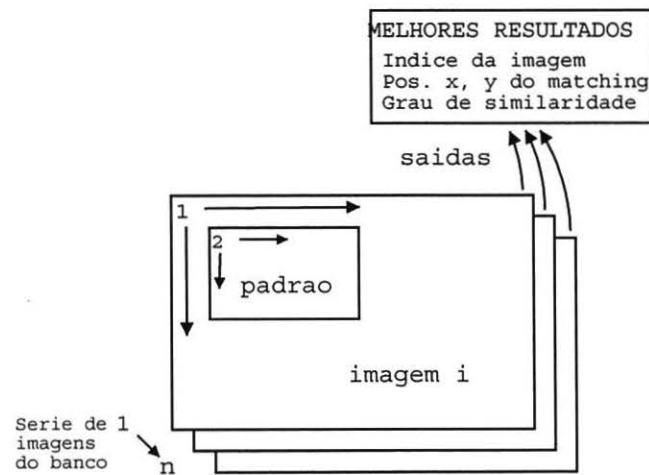 MELHORES RESULTADOS
Indice da imagem
Pos. x, y do matching
Grau de similaridade
saidas
1
2
padrao
imagem i
Serie de 1
imagens
do banco
n